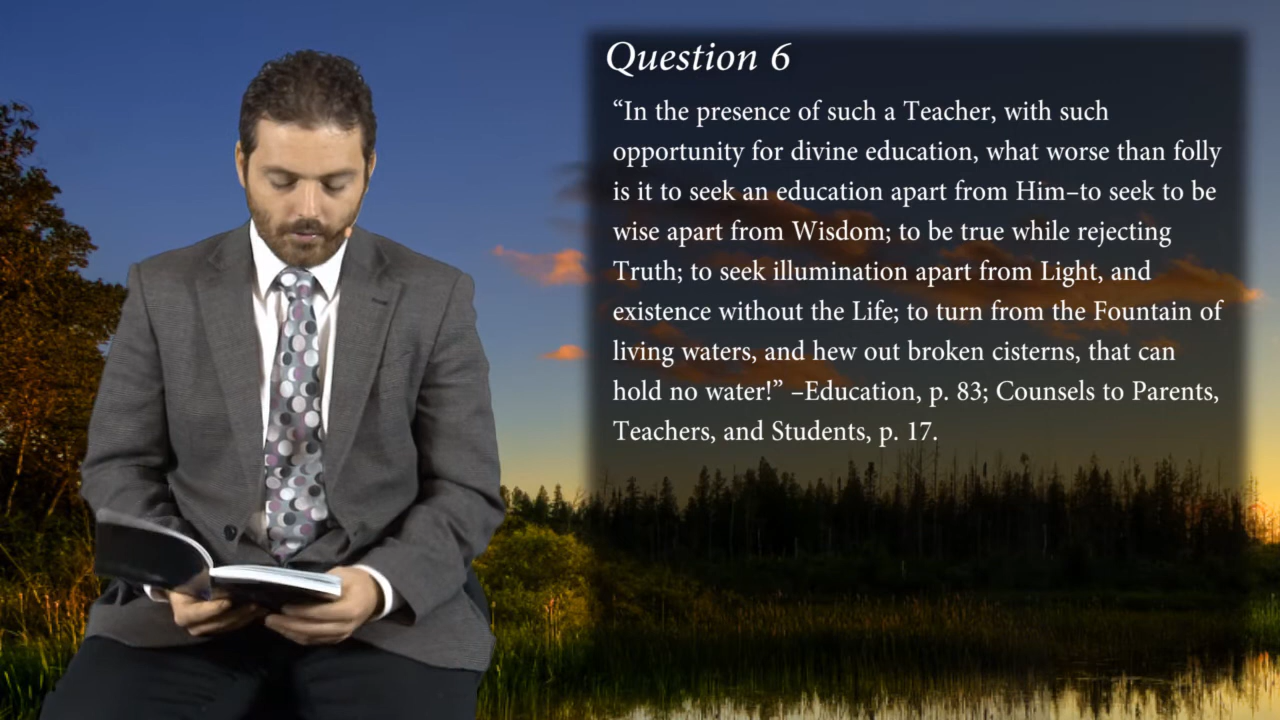 Question 6
“In the presence of such a Teacher, with such
opportunity for divine education, what worse than folly
is it to seek an education apart from Him–to seek to be
wise apart from Wisdom; to be true while rejecting
Truth; to seek illumination apart from Light, and
existence without the Life; to turn from the Fountain of
living waters, and hew out broken cisterns, that can
hold no water!” –Education, p. 83; Counsels to Parents,
Teachers, and Students, p. 17.